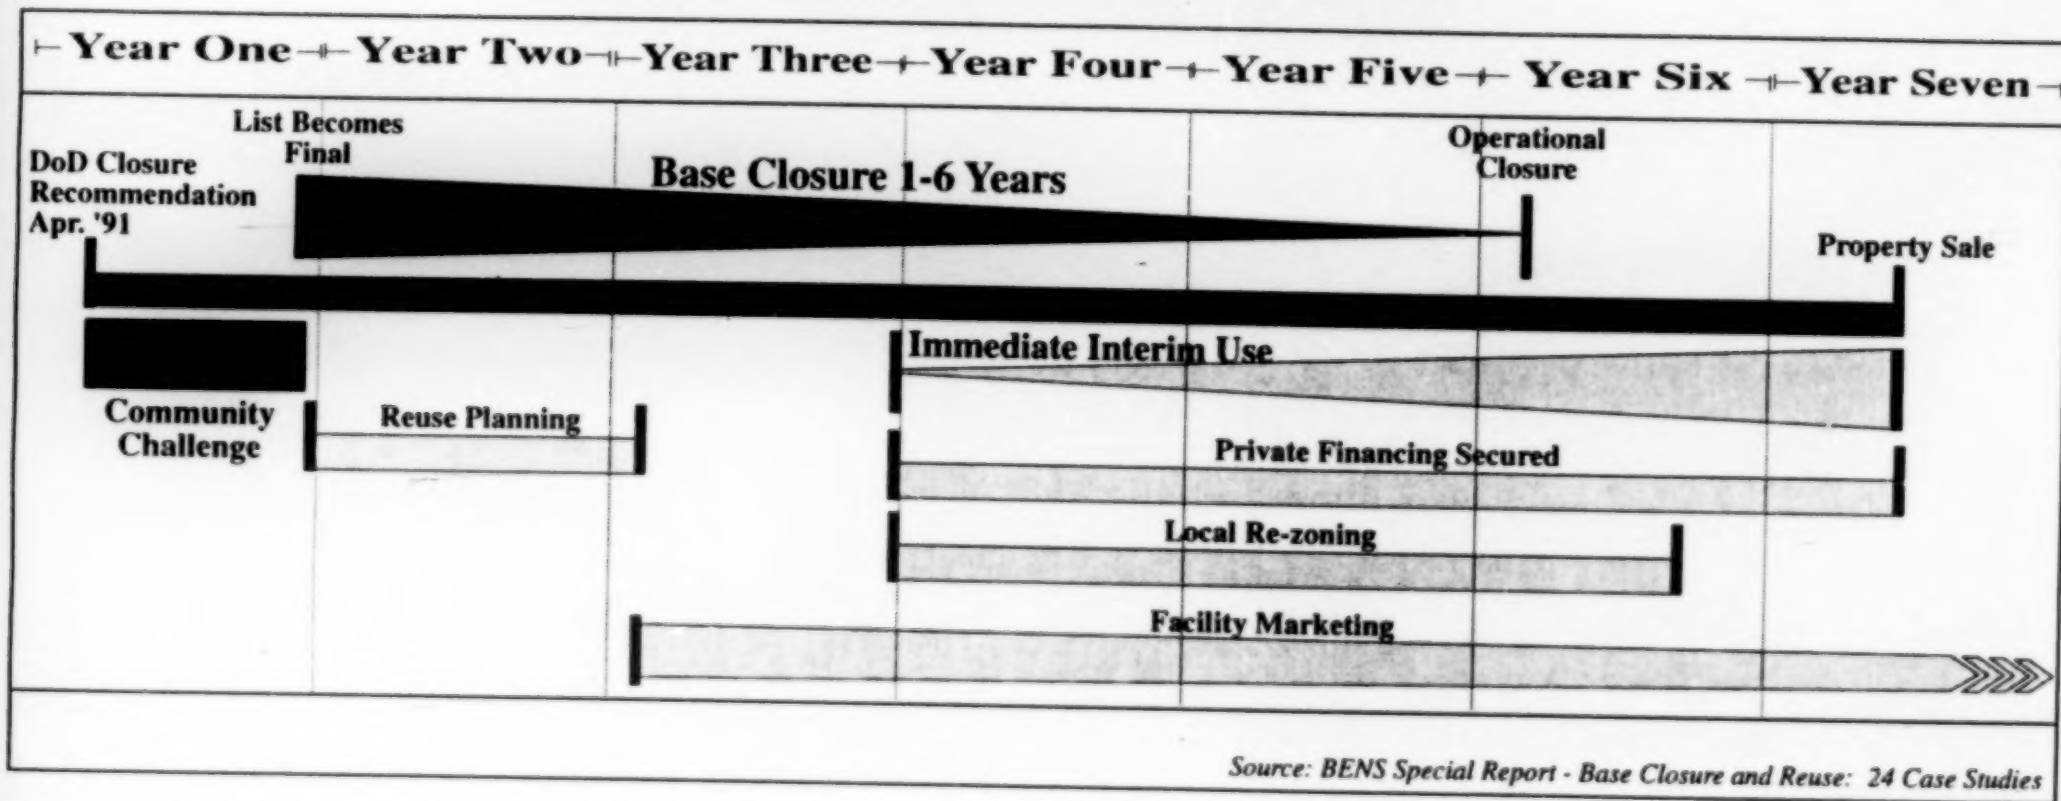 Year One Year Two Year Three Year Four Year Five Year Six Year Seven
List Becomes
Final
DoD Closure
Recommendation
Apr. '91
Base Closure 1-6 Years
Operational
Closure
Property Sale
Immediate Interim Use
Community
Challenge
Reuse Planning
Private Financing Secured
Local Re-zoning
Facility Marketing
Source: BENS Special Report - Base Closure and Reuse: 24 Case Studies